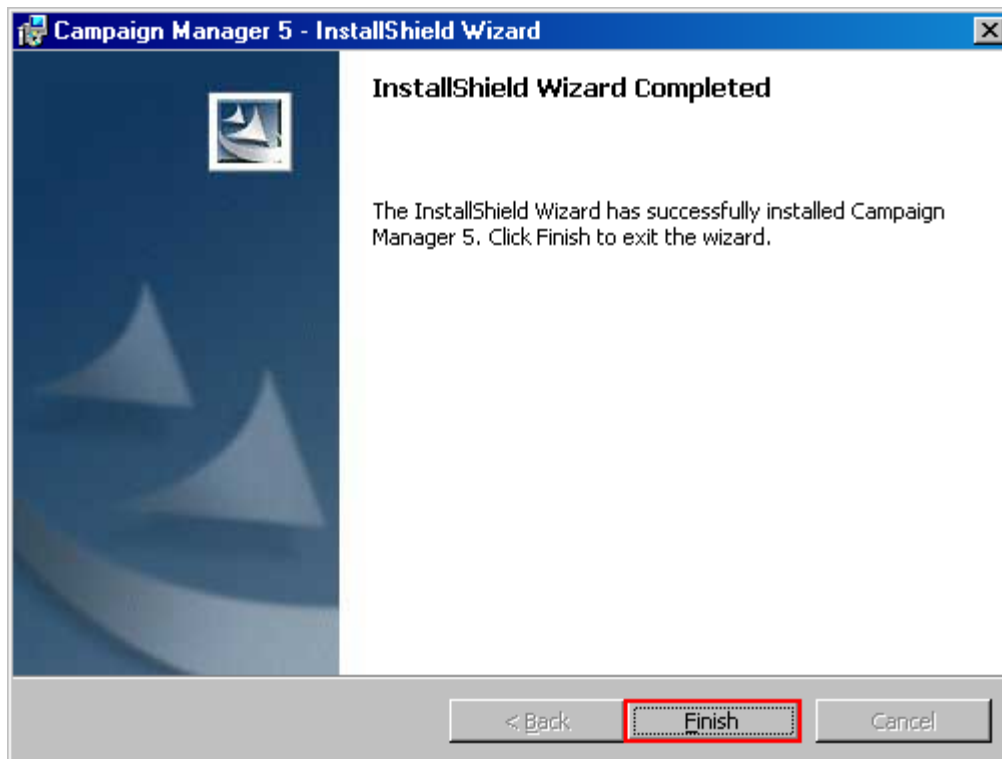 Campaign Manager 5 - InstallShield Wizard
InstallShield Wizard Completed
The InstallShield Wizard has successfully installed Campaign
Manager 5. Click Finish to exit the wizard.
< Back Finish Cancel